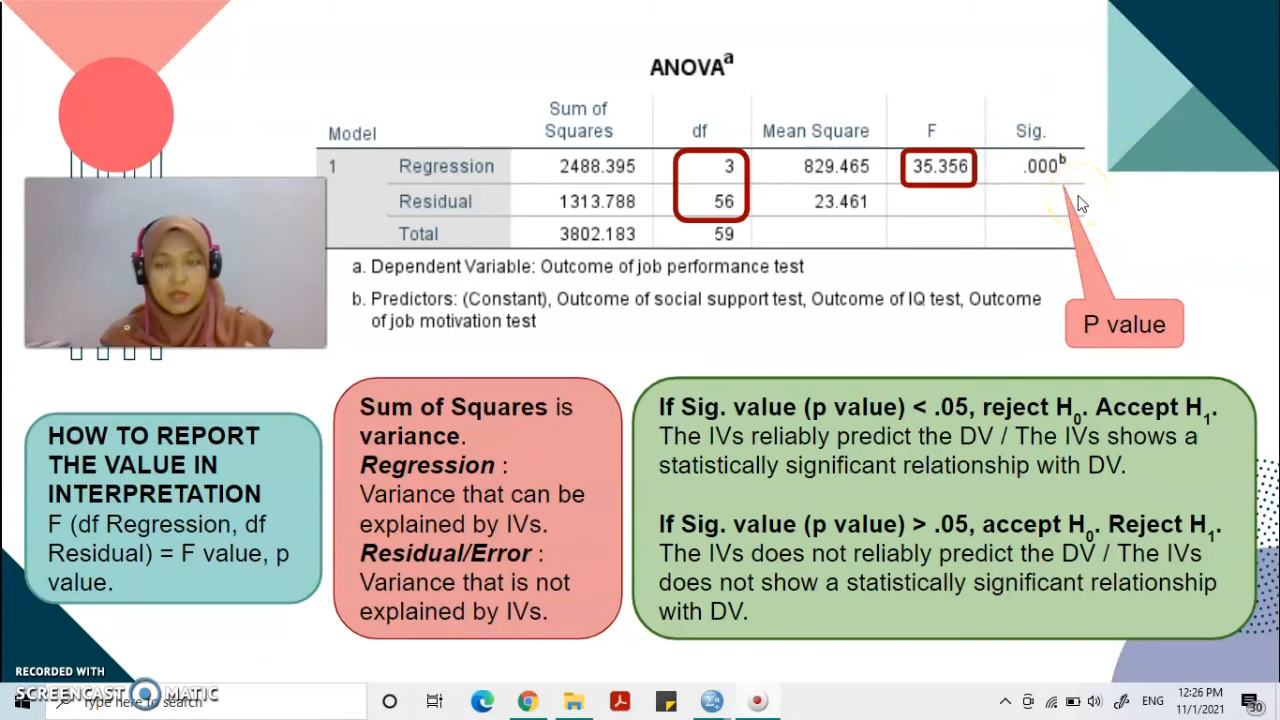 ANOVAa
Model Sum of Squares df Mean Square F Sig.
1 Regression 2488.395 3 829.465 35.356 .000b
Residual 1313.788 56 23.461
Total 3802.183 59
a. Dependent Variable: Outcome of job performance test
b. Predictors: (Constant), Outcome of social support test, Outcome of IQ test, Outcome
of job motivation test
P value
HOW TO REPORT
THE VALUE IN
INTERPRETATION
F (df Regression, df
Residual) = F value, p
value.
Sum of Squares is
variance.
Regression :
Variance that can be
explained by IVs.
Residual/Error :
Variance that is not
explained by IVs.
If Sig. value (p value) < .05, reject H0. Accept H1.
The IVs reliably predict the DV / The IVs shows a
statistically significant relationship with DV.
If Sig. value (p value) > .05, accept H0. Reject H1.
The IVs does not reliably predict the DV / The IVs
does not show a statistically significant relationship
with DV.
RECORDED WITH
SCREENCAST MATIC
Type here to search
ENG
12:26 PM
11/1/2021
30